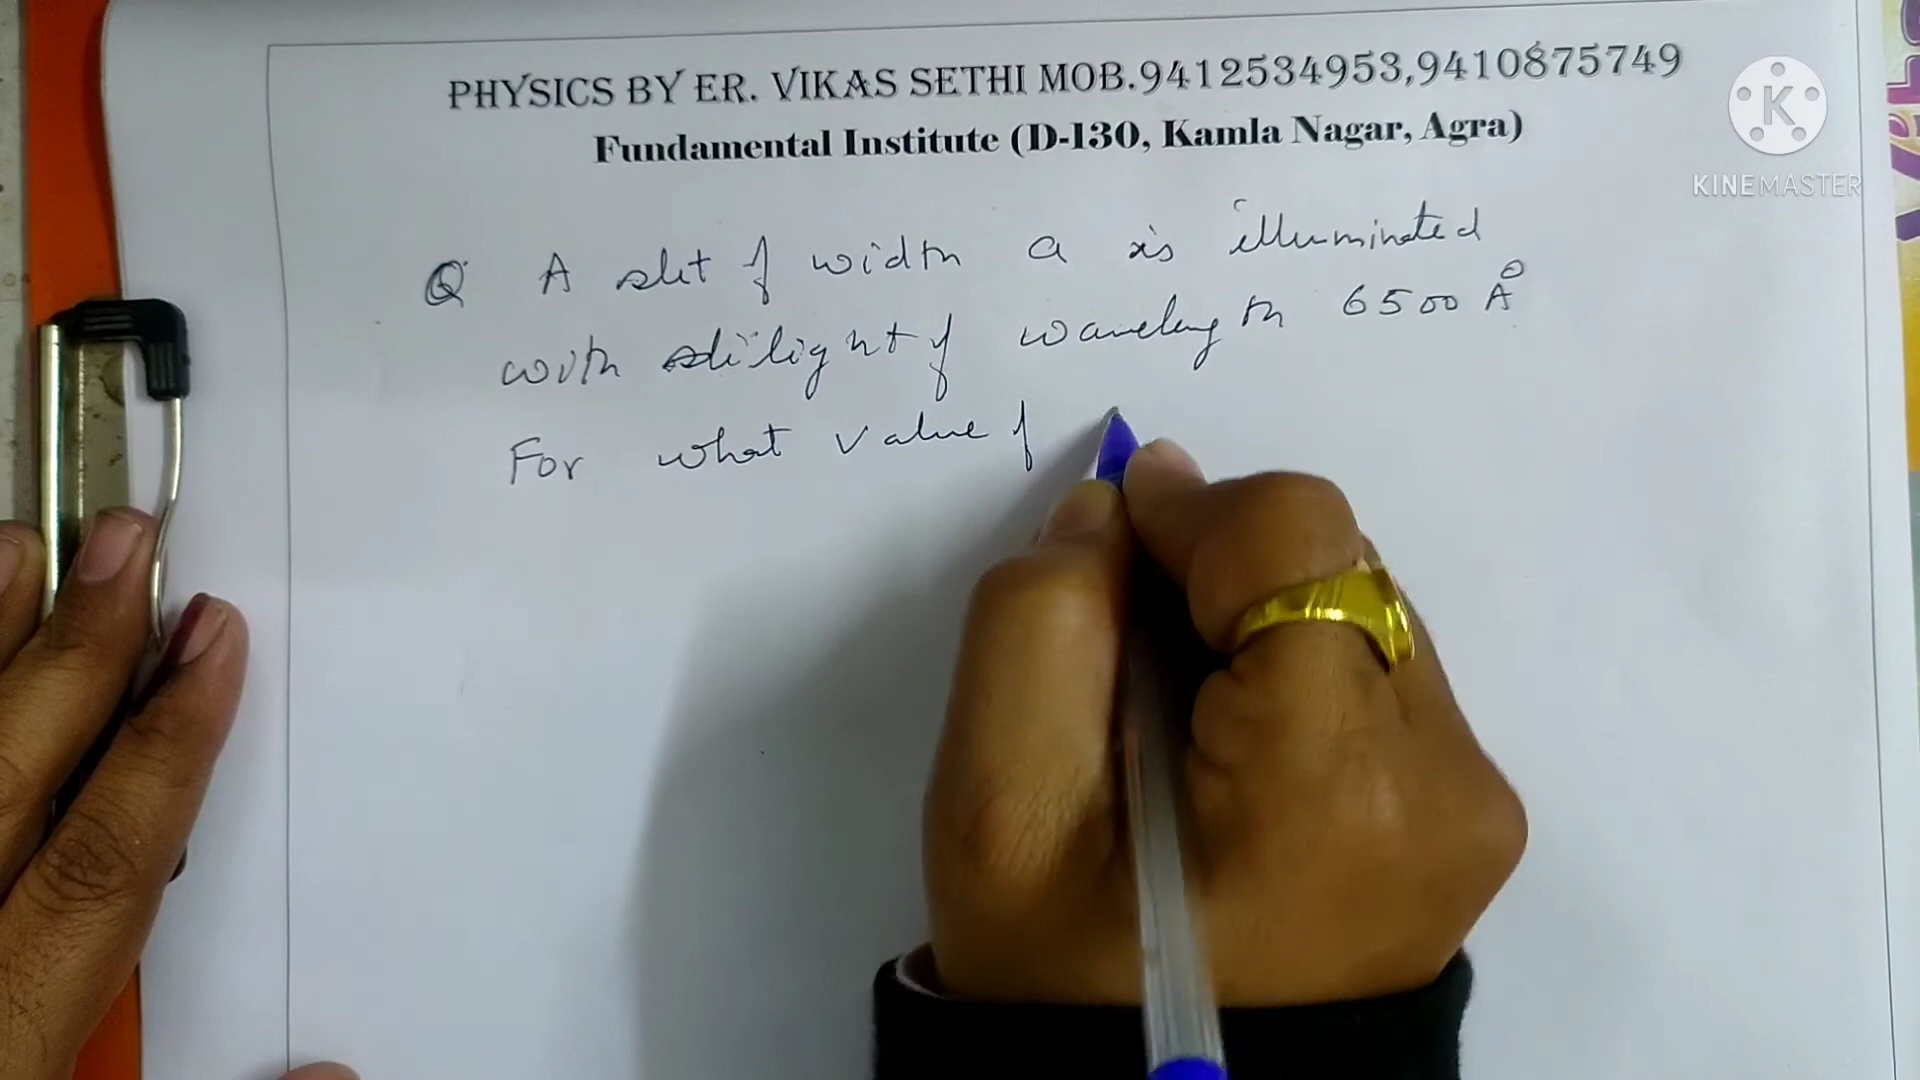 PHYSICS BY ER. VIKAS SETHI MOB.9412534953,9410875749
Fundamental Institute (D-130, Kamla Nagar, Agra)
K
KINEMASTER
Q A slit of width a is illuminated
with light of wavelength 6500 Å
For what value of